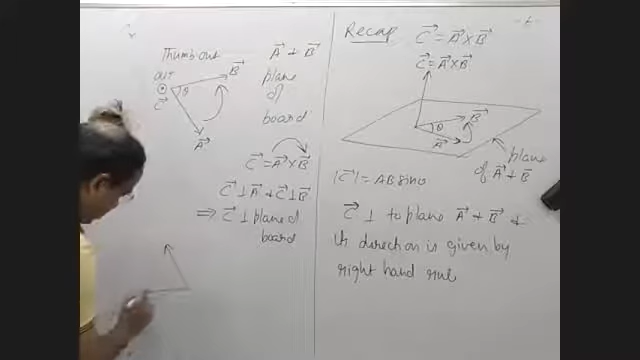 Thumb out
A⃗ & B⃗
plane
of
board
out
C⃗
θ
B⃗
A⃗
C⃗ = A⃗ × B⃗
C⃗ ⊥ A⃗ & C⃗ ⊥ B⃗
⇒ C⃗ ⊥ plane of
board
Recap C⃗ = A⃗ × B⃗
C⃗ = A⃗ × B⃗
B⃗
θ
A⃗
plane
of A⃗ & B⃗
|C⃗| = AB sinθ
C⃗ ⊥ to plane A⃗ & B⃗ &
its direction is given by
right hand rule